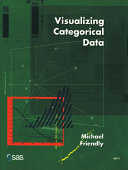 Visualizing
Categorical
Data
Michael
Friendly
sas